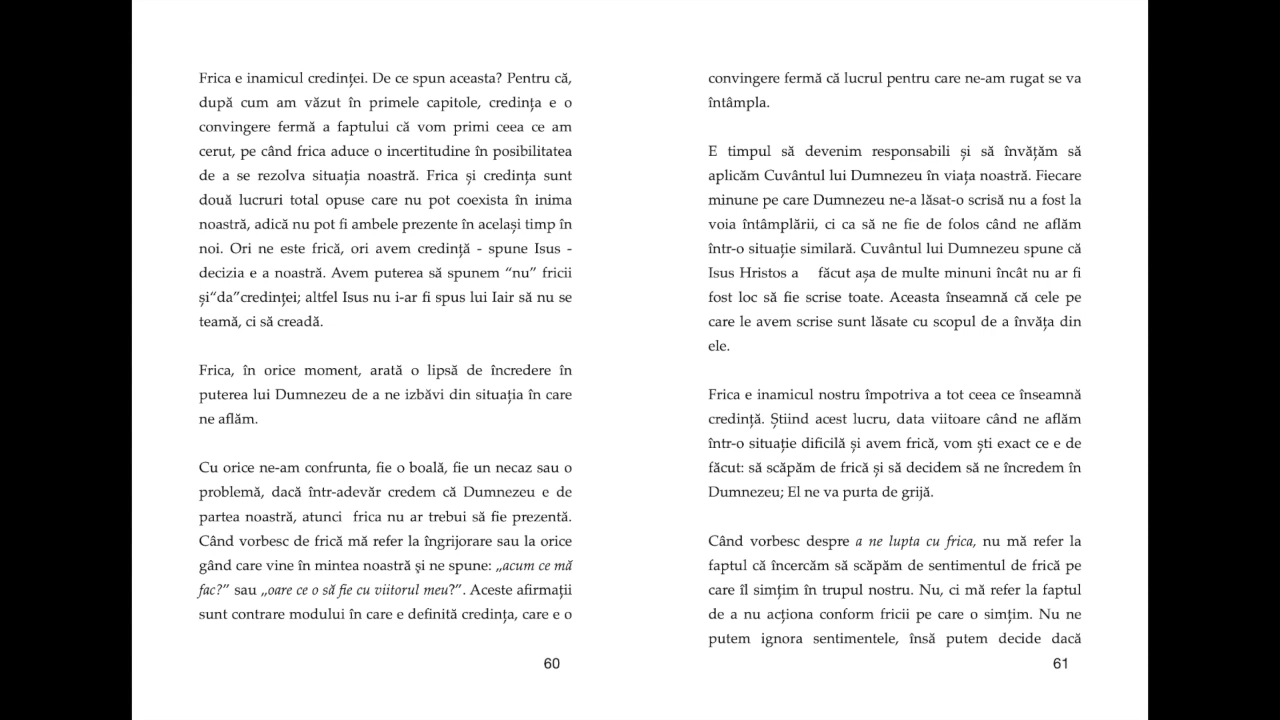 Frica e inamicul credinței. De ce spun aceasta? Pentru că,
după cum am văzut în primele capitole, credința e o
convingere fermă a faptului că vom primi ceea ce am
cerut, pe când frica aduce o incertitudine în posibilitatea
de a se rezolva situația noastră. Frica și credința sunt
două lucruri total opuse care nu pot coexista în inima
noastră, adică nu pot fi ambele prezente în același timp în
noi. Ori ne este frică, ori avem credință - spune Isus -
decizia e a noastră. Avem puterea să spunem “nu” fricii
și“da”credinței; altfel Isus nu i-ar fi spus lui Iair să nu se
teamă, ci să creadă.
Frica, în orice moment, arată o lipsă de încredere în
puterea lui Dumnezeu de a ne izbăvi din situația în care
ne aflăm.
Cu orice ne-am confrunta, fie o boală, fie un necaz sau o
problemă, dacă într-adevăr credem că Dumnezeu e de
partea noastră, atunci frica nu ar trebui să fie prezentă.
Când vorbesc de frică mă refer la îngrijorare sau la orice
gând care vine în mintea noastră și ne spune: „acum ce mă
fac?” sau „oare ce o să fie cu viitorul meu?”. Aceste afirmații
sunt contrare modului în care e definită credința, care e o
60
convingere fermă că lucrul pentru care ne-am rugat se va
întâmpla.
E timpul să devenim responsabili și să învățăm să
aplicăm Cuvântul lui Dumnezeu în viața noastră. Fiecare
minune pe care Dumnezeu ne-a lăsat-o scrisă nu a fost la
voia întâmplării, ci ca să ne fie de folos când ne aflăm
într-o situație similară. Cuvântul lui Dumnezeu spune că
Isus Hristos a făcut așa de multe minuni încât nu ar fi
fost loc să fie scrise toate. Aceasta înseamnă că cele pe
care le avem scrise sunt lăsate cu scopul de a învăța din
ele.
Frica e inamicul nostru împotriva a tot ceea ce înseamnă
credință. Știind acest lucru, data viitoare când ne aflăm
într-o situație dificilă și avem frică, vom ști exact ce e de
făcut: să scăpăm de frică și să decidem să ne încredem în
Dumnezeu; El ne va purta de grijă.
Când vorbesc despre a ne lupta cu frica, nu mă refer la
faptul că încercăm să scăpăm de sentimentul de frică pe
care îl simțim în trupul nostru. Nu, ci mă refer la faptul
de a nu acționa conform fricii pe care o simțim. Nu ne
putem ignora sentimentele, însă putem decide dacă
61